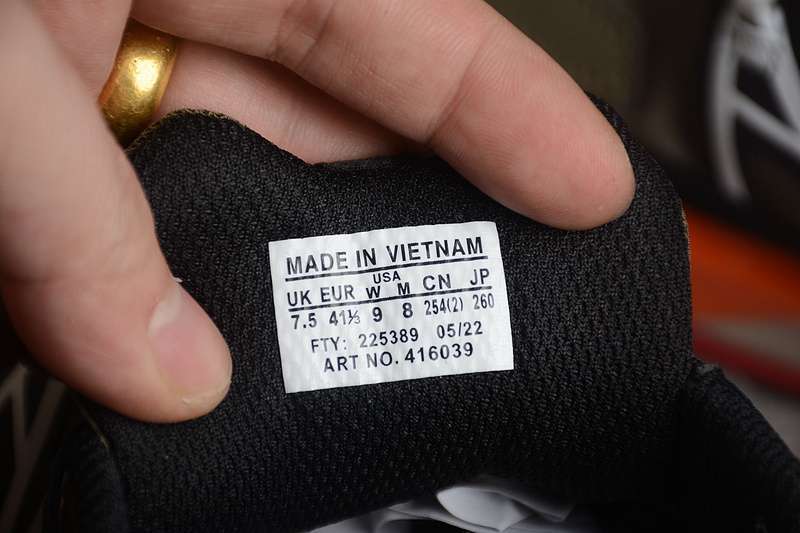 MADE IN VIETNAM
USA
UK EUR W M CN JP
7.5 41⅓ 9 8 254(2) 260
FTY: 225389 05/22
ART NO. 416039